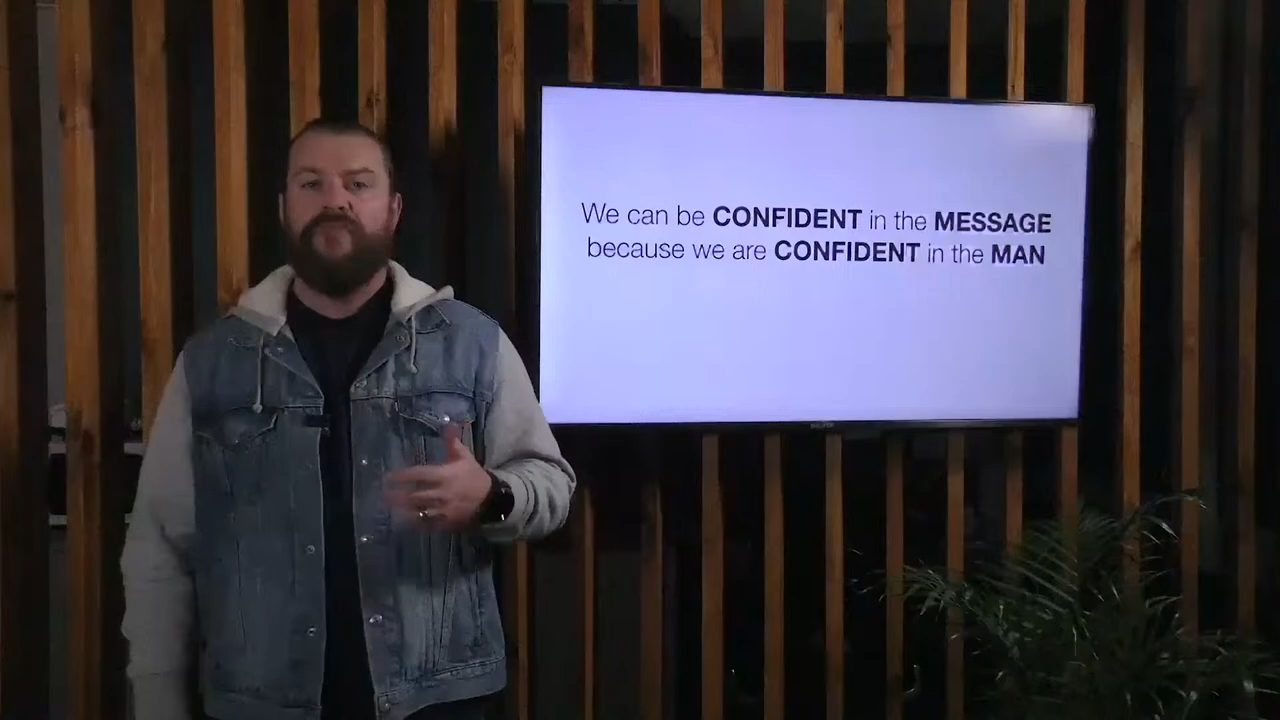 We can be CONFIDENT in the MESSAGE
because we are CONFIDENT in the MAN